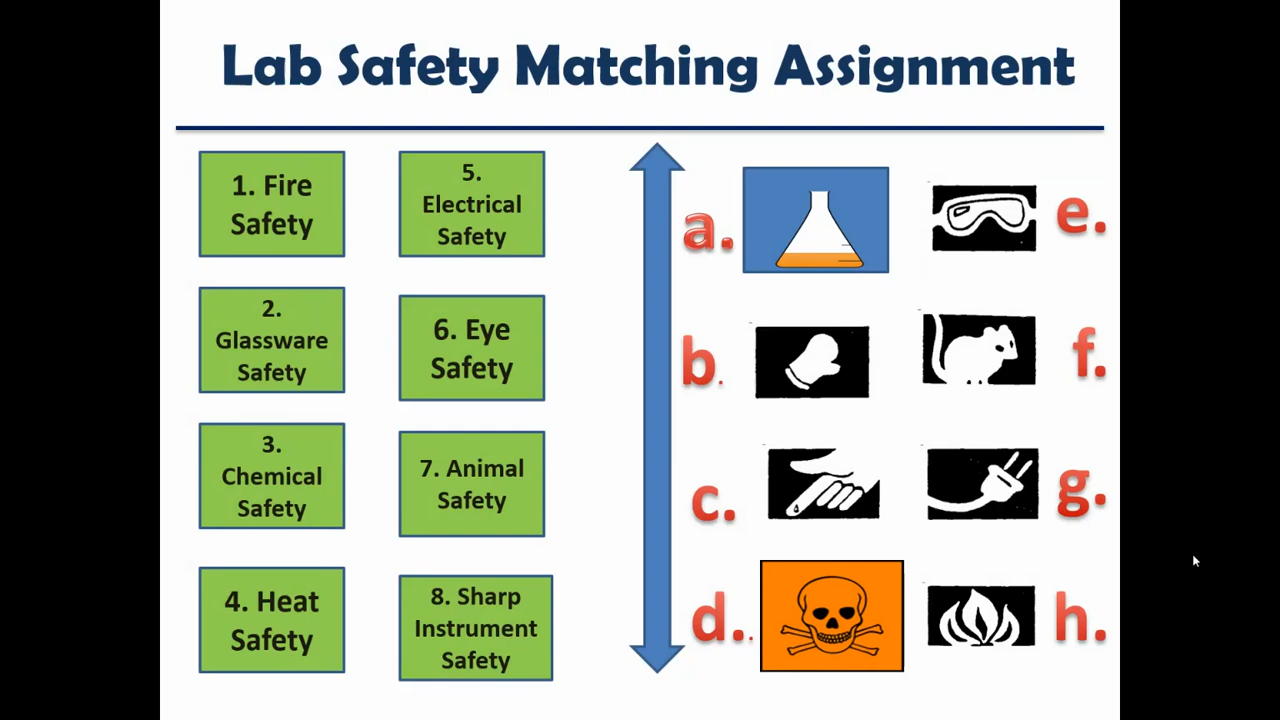 Lab Safety Matching Assignment
1. Fire
Safety
2.
Glassware
Safety
3.
Chemical
Safety
4. Heat
Safety
5.
Electrical
Safety
6. Eye
Safety
7. Animal
Safety
8. Sharp
Instrument
Safety
a.
b.
c.
d..
e.
f.
g.
h.